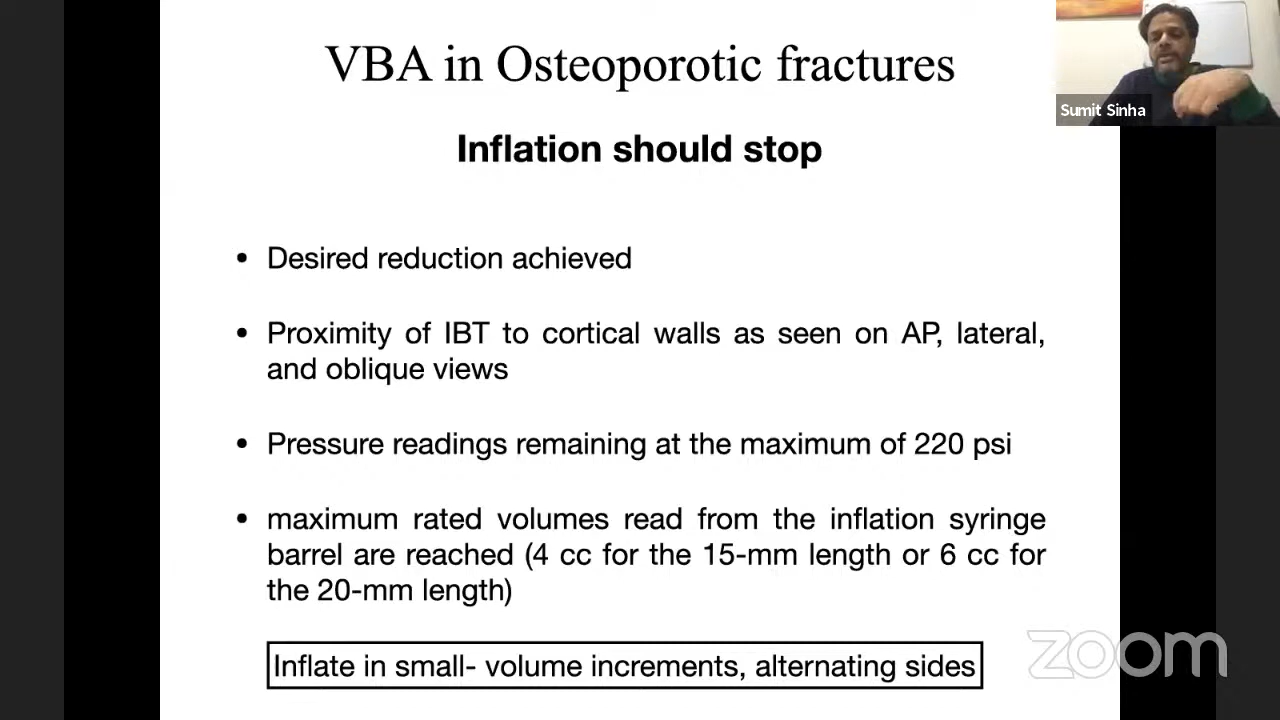 VBA in Osteoporotic fractures
Sumit Sinha
Inflation should stop
• Desired reduction achieved
• Proximity of IBT to cortical walls as seen on AP, lateral,
and oblique views
• Pressure readings remaining at the maximum of 220 psi
• maximum rated volumes read from the inflation syringe
barrel are reached (4 cc for the 15-mm length or 6 cc for
the 20-mm length)
Inflate in small- volume increments, alternating sides
zoom